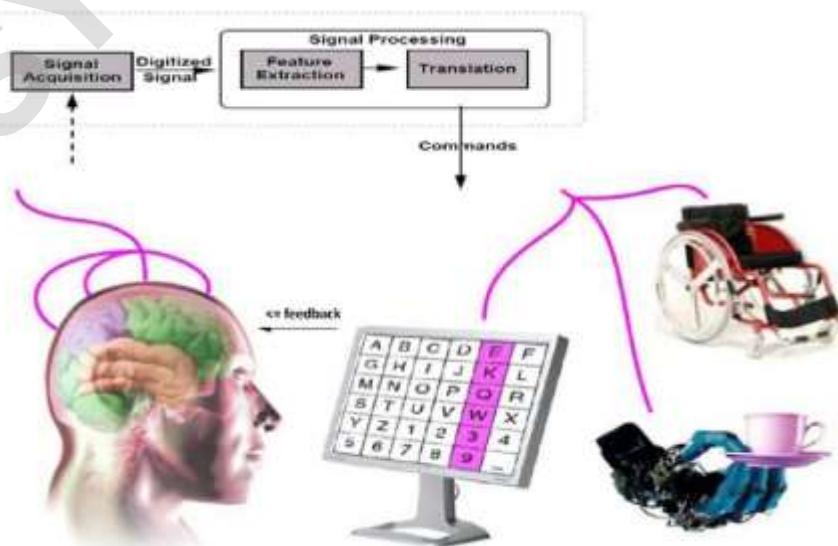 Signal Processing
Signal
Acquisition
Digitized
Signal
Feature
Extraction
Translation
Commands
<= feedback
A B C D E F
G H I J K L
M N O P Q R
S T U V W X
Y Z 1 2 3 4
5 6 7 8 9